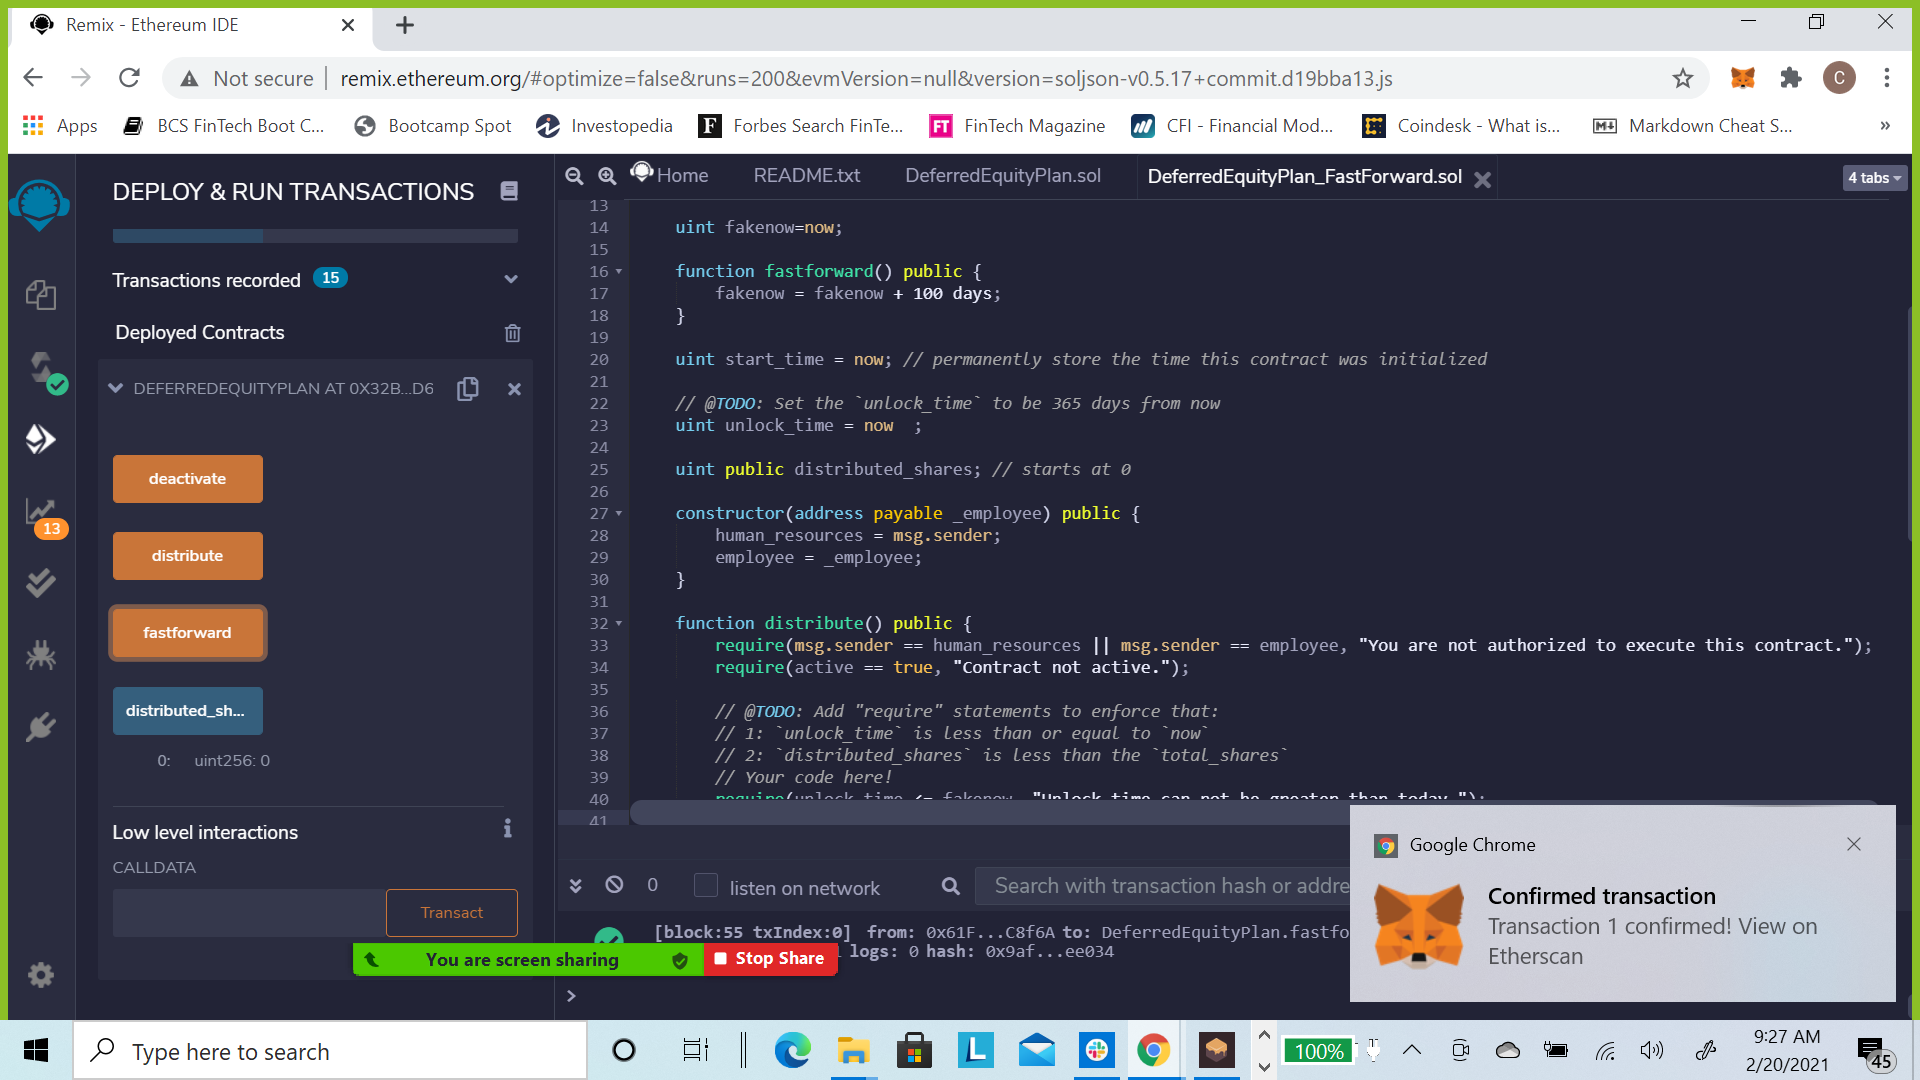 Remix - Ethereum IDE
Not secure
remix.ethereum.org/#optimize=false&runs=200&evmVersion=null&version=soljson-v0.5.17+commit.d19bba13.js
C
Apps
BCS FinTech Boot C...
Bootcamp Spot
Investopedia
F
Forbes Search FinTe...
FT
FinTech Magazine
CFI - Financial Mod...
Coindesk - What is...
Markdown Cheat S...
»
DEPLOY & RUN TRANSACTIONS
Transactions recorded 15
Deployed Contracts
DEFERREDEQUITYPLAN AT 0X32B...D6
deactivate
distribute
fastforward
distributed_sh...
0: uint256: 0
Low level interactions
CALLDATA
Transact
13
Home
README.txt
DeferredEquityPlan.sol
DeferredEquityPlan_FastForward.sol
4 tabs
13
14 uint fakenow=now;
15
16 function fastforward() public {
17 fakenow = fakenow + 100 days;
18 }
19
20 uint start_time = now; // permanently store the time this contract was initialized
21
22 // @TODO: Set the `unlock_time` to be 365 days from now
23 uint unlock_time = now  ;
24
25 uint public distributed_shares; // starts at 0
26
27 constructor(address payable _employee) public {
28 human_resources = msg.sender;
29 employee = _employee;
30 }
31
32 function distribute() public {
33 require(msg.sender == human_resources || msg.sender == employee, "You are not authorized to execute this contract.");
34 require(active == true, "Contract not active.");
35
36 // @TODO: Add "require" statements to enforce that:
37 // 1: `unlock_time` is less than or equal to `now`
38 // 2: `distributed_shares` is less than the `total_shares`
39 // Your code here!
40 require(unlock_time <= fakenow, "Unlock time can not be greater than today.");
41
0
listen on network
Search with transaction hash or addre
[block:55 txIndex:0] from: 0x61F...C8f6A to: DeferredEquityPlan.fastfo
logs: 0 hash: 0x9af...ee034
>
You are screen sharing
Stop Share
Google Chrome
Confirmed transaction
Transaction 1 confirmed! View on
Etherscan
Type here to search
L
100%
9:27 AM
2/20/2021
45